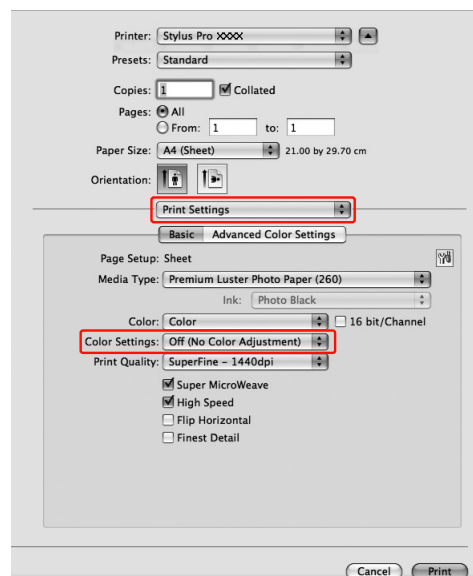 Printer: Stylus Pro XXXX
Presets: Standard
Copies: 1 Collated
Pages: All
From: 1 to: 1
Paper Size: A4 (Sheet) 21.00 by 29.70 cm
Orientation:
Print Settings
Basic Advanced Color Settings
Page Setup: Sheet
Media Type: Premium Luster Photo Paper (260)
Ink: Photo Black
Color: Color 16 bit/Channel
Color Settings: Off (No Color Adjustment)
Print Quality: SuperFine – 1440dpi
Super MicroWeave
High Speed
Flip Horizontal
Finest Detail
Cancel Print